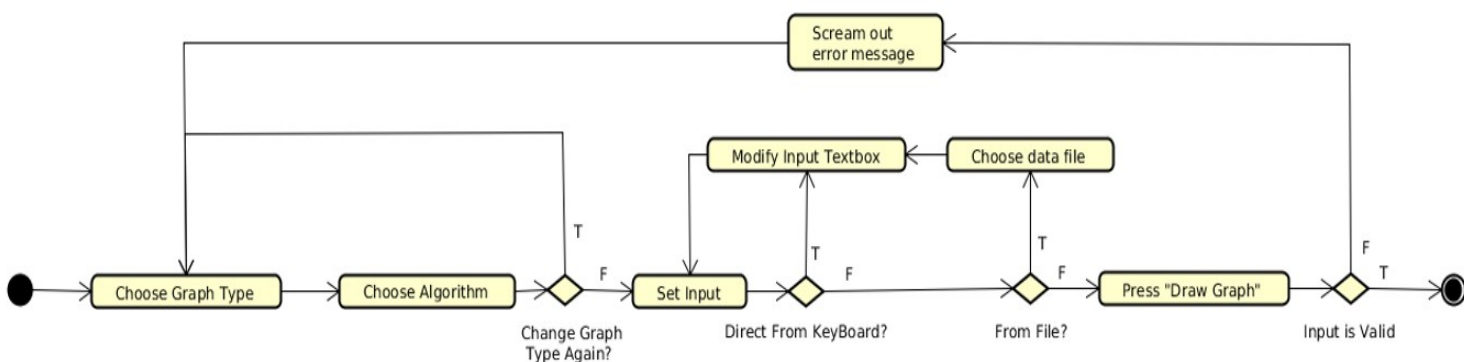 Scream out
error message
Modify Input Textbox
Choose data file
T
T
T
F
Choose Graph Type
Choose Algorithm
F
Set Input
F
F
Press "Draw Graph"
T
Change Graph
Type Again?
Direct From KeyBoard?
From File?
Input is Valid